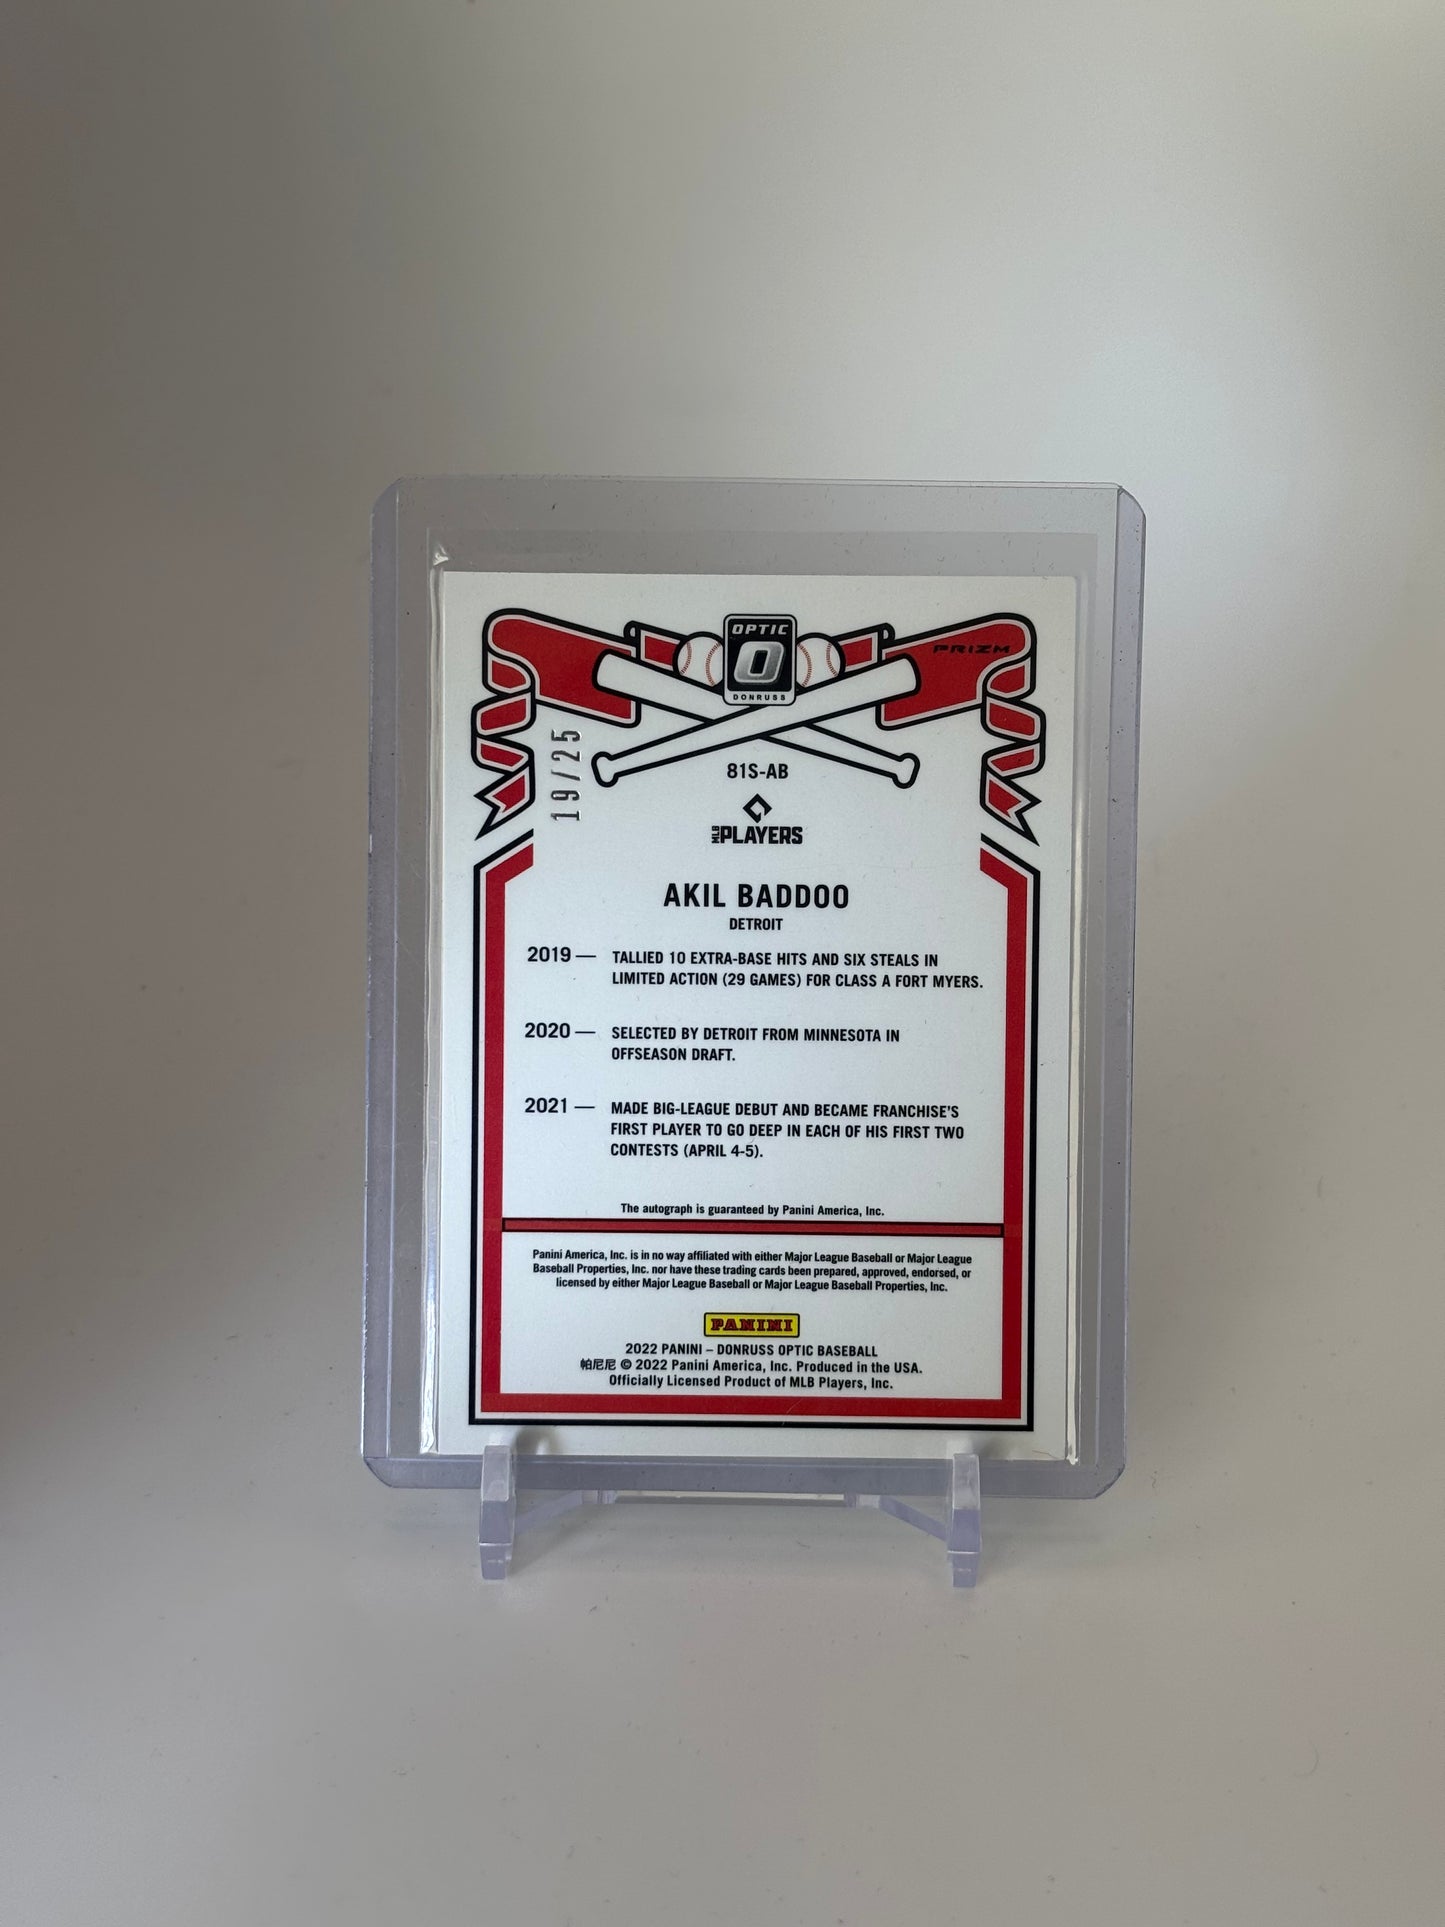 OPTIC
O
DONRUSS
PRIZM
19/25
81S-AB
MLB PLAYERS
AKIL BADDOO
DETROIT
2019 — TALLIED 10 EXTRA-BASE HITS AND SIX STEALS IN
LIMITED ACTION (29 GAMES) FOR CLASS A FORT MYERS.
2020 — SELECTED BY DETROIT FROM MINNESOTA IN
OFFSEASON DRAFT.
2021 — MADE BIG-LEAGUE DEBUT AND BECAME FRANCHISE'S
FIRST PLAYER TO GO DEEP IN EACH OF HIS FIRST TWO
CONTESTS (APRIL 4-5).
The autograph is guaranteed by Panini America, Inc.
Panini America, Inc. is in no way affiliated with either Major League Baseball or Major League
Baseball Properties, Inc. nor have these trading cards been prepared, approved, endorsed, or
licensed by either Major League Baseball or Major League Baseball Properties, Inc.
PANINI
2022 PANINI – DONRUSS OPTIC BASEBALL
帕尼尼 © 2022 Panini America, Inc. Produced in the USA.
Officially Licensed Product of MLB Players, Inc.